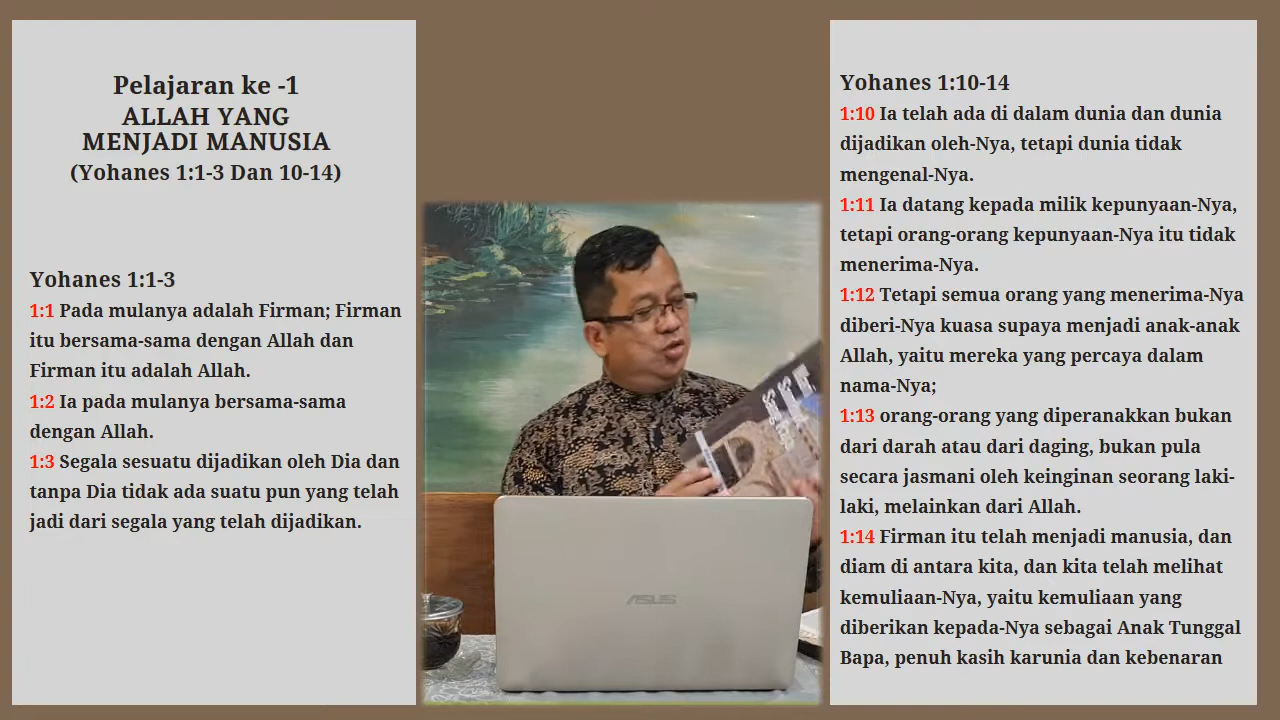 Pelajaran ke -1
ALLAH YANG
MENJADI MANUSIA
(Yohanes 1:1-3 Dan 10-14)
Yohanes 1:1-3
1:1 Pada mulanya adalah Firman; Firman
itu bersama-sama dengan Allah dan
Firman itu adalah Allah.
1:2 Ia pada mulanya bersama-sama
dengan Allah.
1:3 Segala sesuatu dijadikan oleh Dia dan
tanpa Dia tidak ada suatu pun yang telah
jadi dari segala yang telah dijadikan.
ASUS
Yohanes 1:10-14
1:10 Ia telah ada di dalam dunia dan dunia
dijadikan oleh-Nya, tetapi dunia tidak
mengenal-Nya.
1:11 Ia datang kepada milik kepunyaan-Nya,
tetapi orang-orang kepunyaan-Nya itu tidak
menerima-Nya.
1:12 Tetapi semua orang yang menerima-Nya
diberi-Nya kuasa supaya menjadi anak-anak
Allah, yaitu mereka yang percaya dalam
nama-Nya;
1:13 orang-orang yang diperanakkan bukan
dari darah atau dari daging, bukan pula
secara jasmani oleh keinginan seorang laki-
laki, melainkan dari Allah.
1:14 Firman itu telah menjadi manusia, dan
diam di antara kita, dan kita telah melihat
kemuliaan-Nya, yaitu kemuliaan yang
diberikan kepada-Nya sebagai Anak Tunggal
Bapa, penuh kasih karunia dan kebenaran